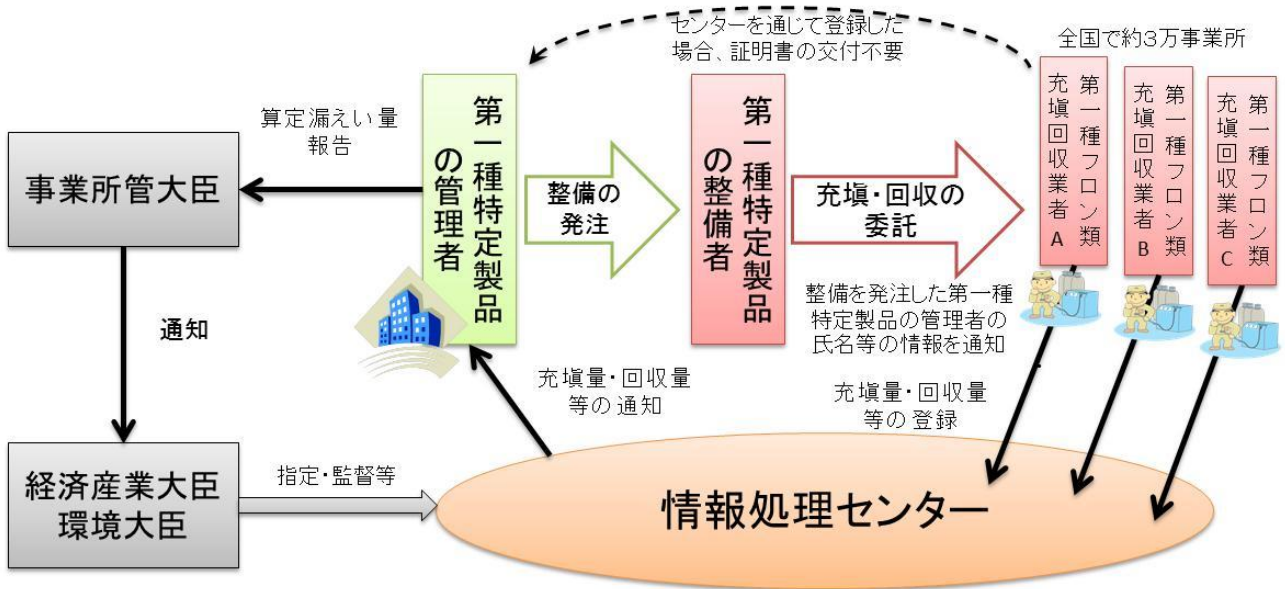 センターを通じて登録した
場合、証明書の交付不要
全国で約３万事業所
算定漏えい量
報告
事業所管大臣
第一種特定製品
の管理者
整備の
発注
第一種特定製品
の整備者
充塡・回収の
委託
第一種フロン類
充塡回収業者A
第一種フロン類
充塡回収業者B
第一種フロン類
充塡回収業者C
通知
整備を発注した第一種
特定製品の管理者の
氏名等の情報を通知
充塡量・回収量
等の通知
充塡量・回収量
等の登録
経済産業大臣
環境大臣
指定・監督等
情報処理センター